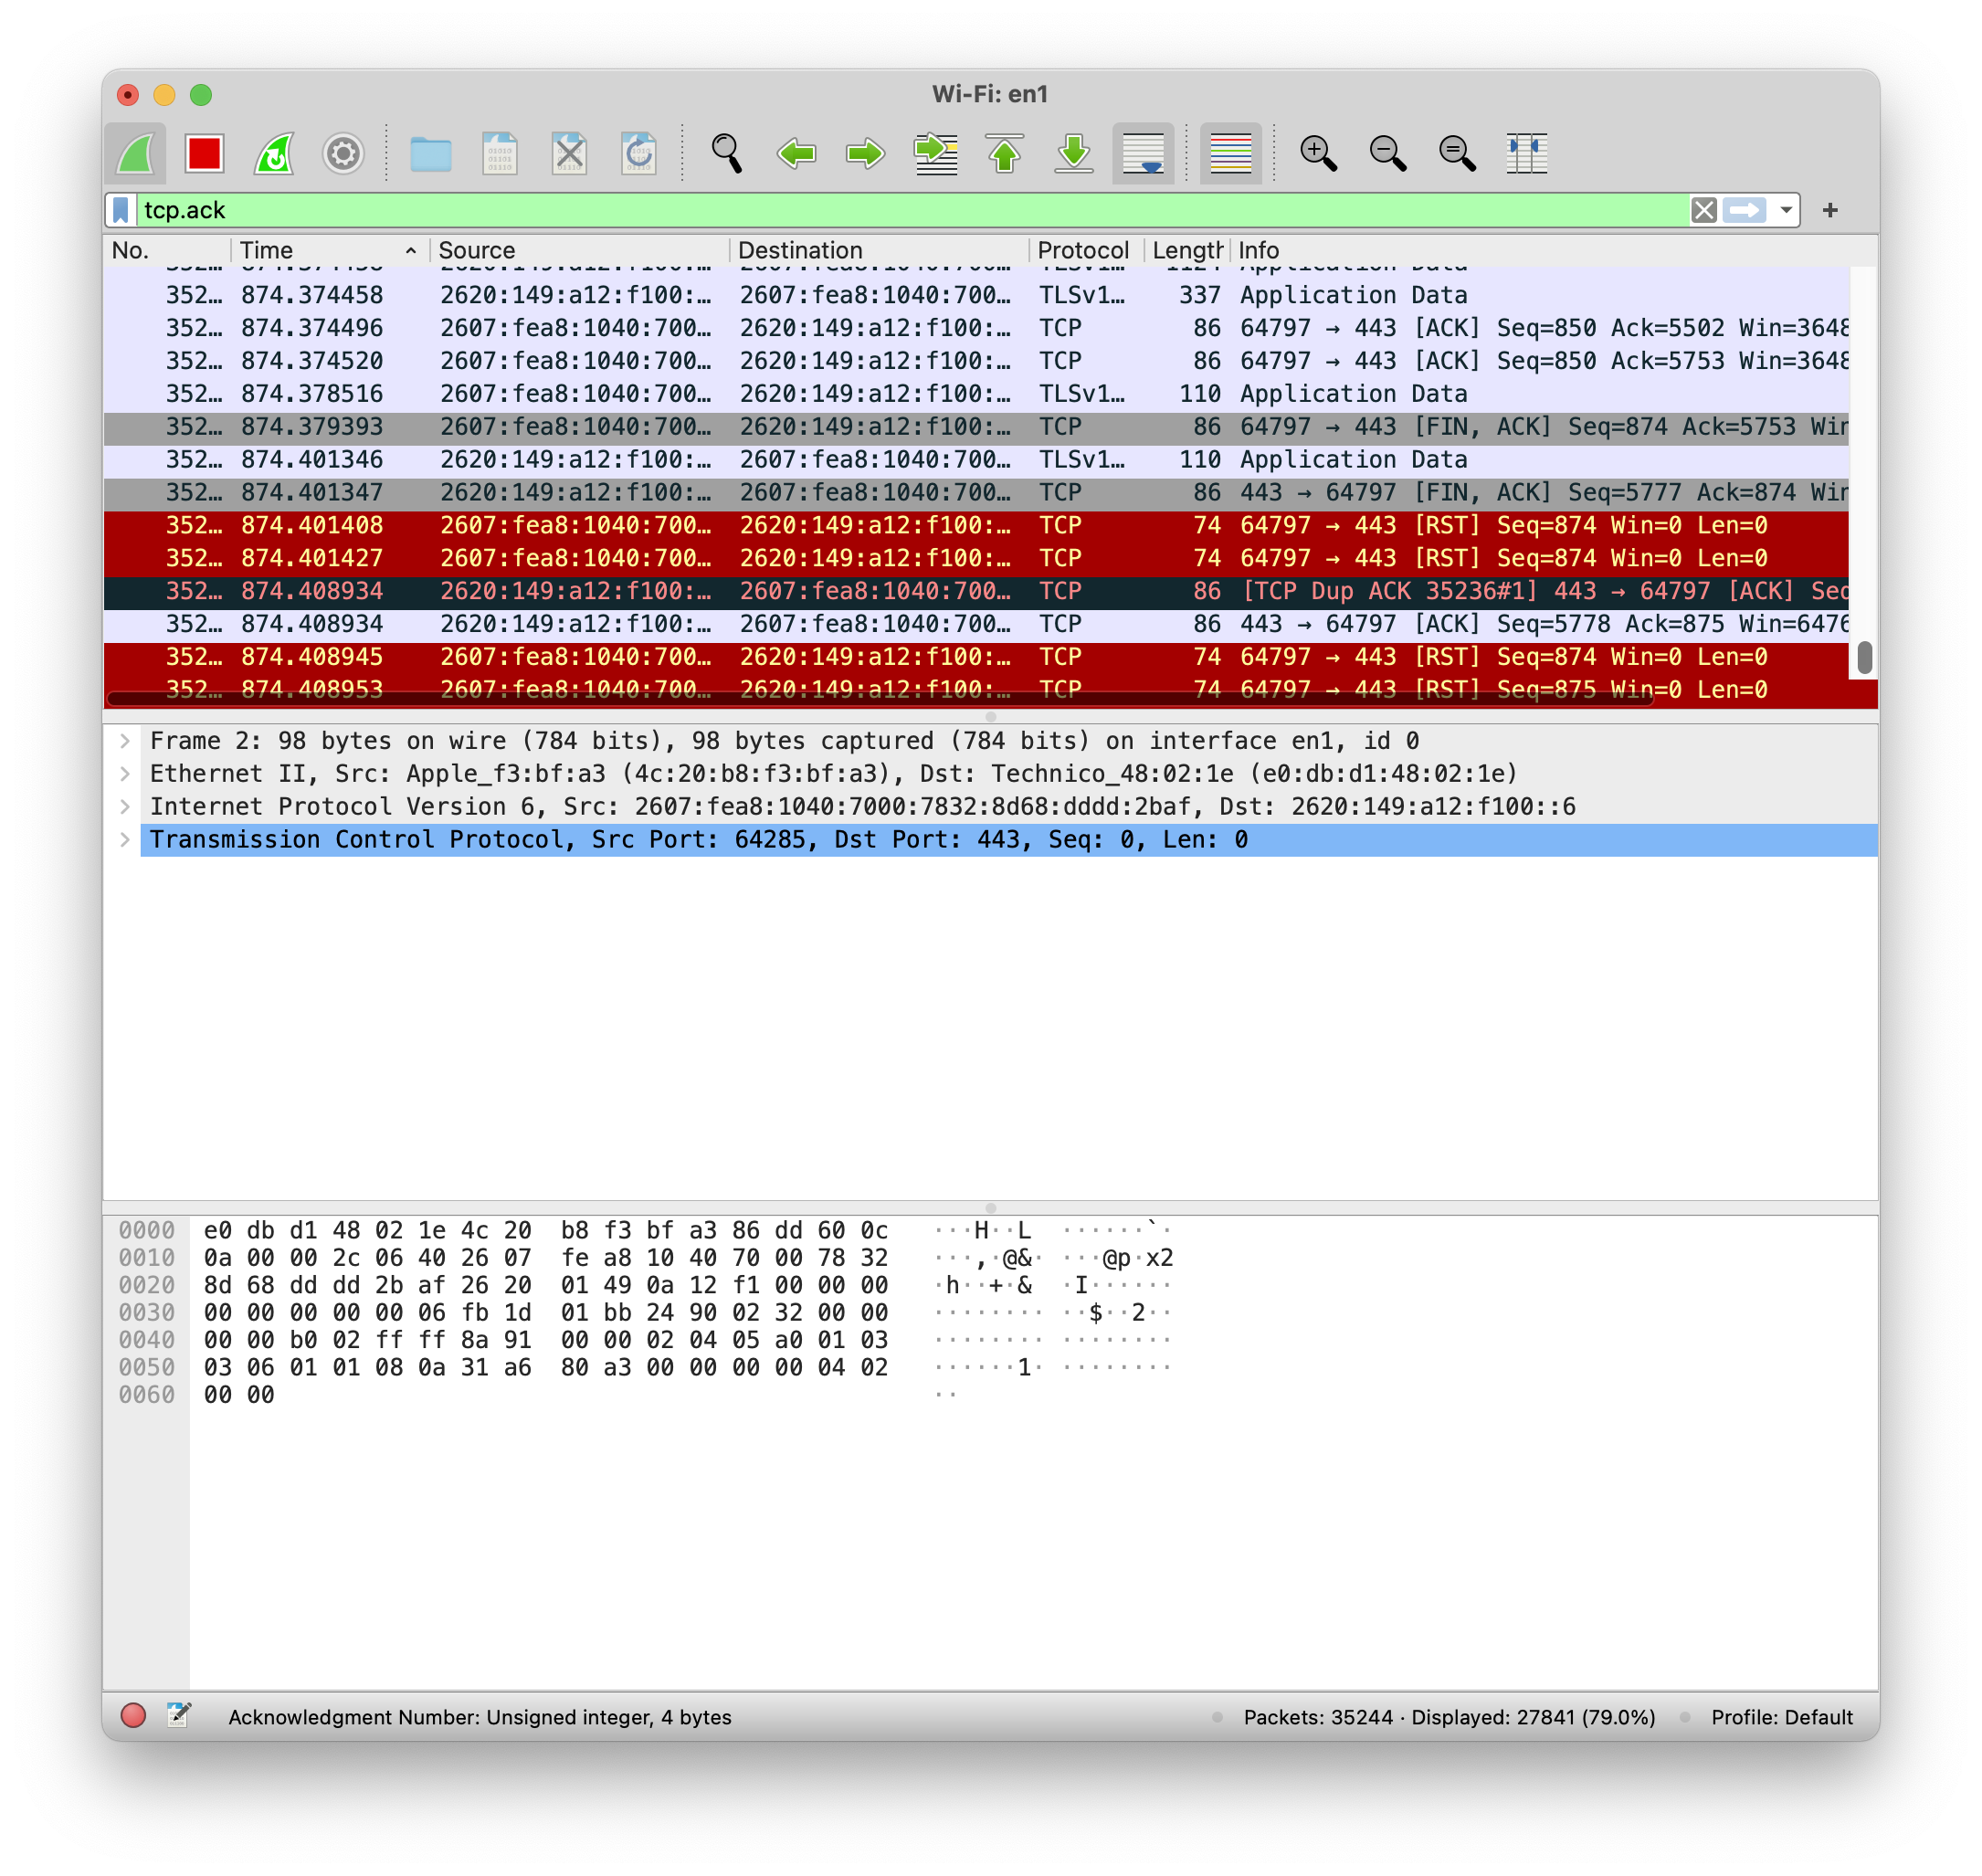 Wi-Fi: en1
tcp.ack
No. Time Source Destination Protocol Length Info
352… 874.374458 2620:149:a12:f100:… 2607:fea8:1040:700… TLSv1… 337 Application Data
352… 874.374496 2607:fea8:1040:700… 2620:149:a12:f100:… TCP 86 64797 → 443 [ACK] Seq=850 Ack=5502 Win=3648
352… 874.374520 2607:fea8:1040:700… 2620:149:a12:f100:… TCP 86 64797 → 443 [ACK] Seq=850 Ack=5753 Win=3648
352… 874.378516 2607:fea8:1040:700… 2620:149:a12:f100:… TLSv1… 110 Application Data
352… 874.379393 2607:fea8:1040:700… 2620:149:a12:f100:… TCP 86 64797 → 443 [FIN, ACK] Seq=874 Ack=5753 Win
352… 874.401346 2620:149:a12:f100:… 2607:fea8:1040:700… TLSv1… 110 Application Data
352… 874.401347 2620:149:a12:f100:… 2607:fea8:1040:700… TCP 86 443 → 64797 [FIN, ACK] Seq=5777 Ack=874 Win
352… 874.401408 2607:fea8:1040:700… 2620:149:a12:f100:… TCP 74 64797 → 443 [RST] Seq=874 Win=0 Len=0
352… 874.401427 2607:fea8:1040:700… 2620:149:a12:f100:… TCP 74 64797 → 443 [RST] Seq=874 Win=0 Len=0
352… 874.408934 2620:149:a12:f100:… 2607:fea8:1040:700… TCP 86 [TCP Dup ACK 35236#1] 443 → 64797 [ACK] Seq
352… 874.408934 2620:149:a12:f100:… 2607:fea8:1040:700… TCP 86 443 → 64797 [ACK] Seq=5778 Ack=875 Win=6476
352… 874.408945 2607:fea8:1040:700… 2620:149:a12:f100:… TCP 74 64797 → 443 [RST] Seq=874 Win=0 Len=0
352… 874.408953 2607:fea8:1040:700… 2620:149:a12:f100:… TCP 74 64797 → 443 [RST] Seq=875 Win=0 Len=0
Frame 2: 98 bytes on wire (784 bits), 98 bytes captured (784 bits) on interface en1, id 0
Ethernet II, Src: Apple_f3:bf:a3 (4c:20:b8:f3:bf:a3), Dst: Technico_48:02:1e (e0:db:d1:48:02:1e)
Internet Protocol Version 6, Src: 2607:fea8:1040:7000:7832:8d68:dddd:2baf, Dst: 2620:149:a12:f100::6
Transmission Control Protocol, Src Port: 64285, Dst Port: 443, Seq: 0, Len: 0
0000 e0 db d1 48 02 1e 4c 20 b8 f3 bf a3 86 dd 60 0c ···H··L ······`·
0010 0a 00 00 2c 06 40 26 07 fe a8 10 40 70 00 78 32 ···,·@&· ···@p·x2
0020 8d 68 dd dd 2b af 26 20 01 49 0a 12 f1 00 00 00 ·h··+·& ·I······
0030 00 00 00 00 00 06 fb 1d 01 bb 24 90 02 32 00 00 ········ ··$··2··
0040 00 00 b0 02 ff ff 8a 91 00 00 02 04 05 a0 01 03 ········ ········
0050 03 06 01 01 08 0a 31 a6 80 a3 00 00 00 00 04 02 ······1· ········
0060 00 00 ··
Acknowledgment Number: Unsigned integer, 4 bytes Packets: 35244 · Displayed: 27841 (79.0%) Profile: Default